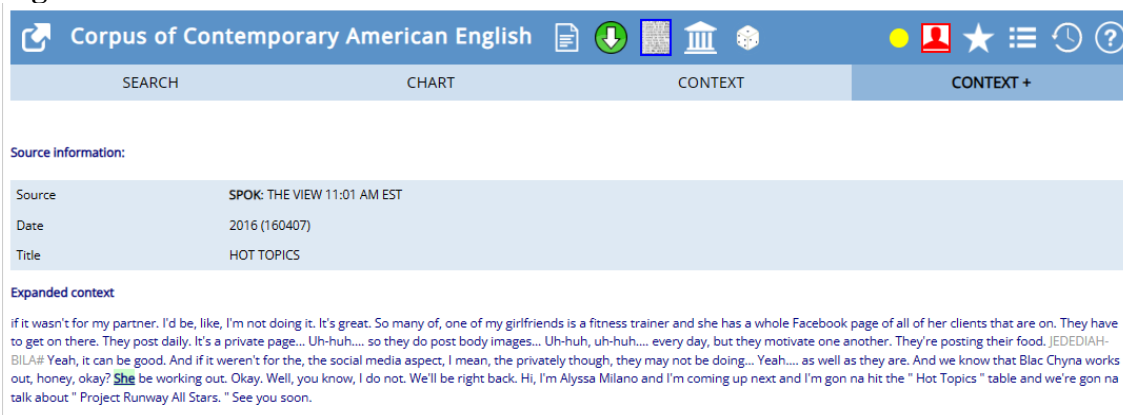 Corpus of Contemporary American English
SEARCH CHART CONTEXT CONTEXT +
Source information:
Source SPOK: THE VIEW 11:01 AM EST
Date 2016 (160407)
Title HOT TOPICS
Expanded context
if it wasn't for my partner. I'd be, like, I'm not doing it. It's great. So many of, one of my girlfriends is a fitness trainer and she has a whole Facebook page of all of her clients that are on. They have
to get on there. They post daily. It's a private page... Uh-huh.... so they do post body images... Uh-huh, uh-huh.... every day, but they motivate one another. They're posting their food. JEDEDIAH-
BILA# Yeah, it can be good. And if it weren't for the, the social media aspect, I mean, the privately though, they may not be doing... Yeah.... as well as they are. And we know that Blac Chyna works
out, honey, okay? She be working out. Okay. Well, you know, I do not. We'll be right back. Hi, I'm Alyssa Milano and I'm coming up next and I'm gon na hit the " Hot Topics " table and we're gon na
talk about " Project Runway All Stars. " See you soon.